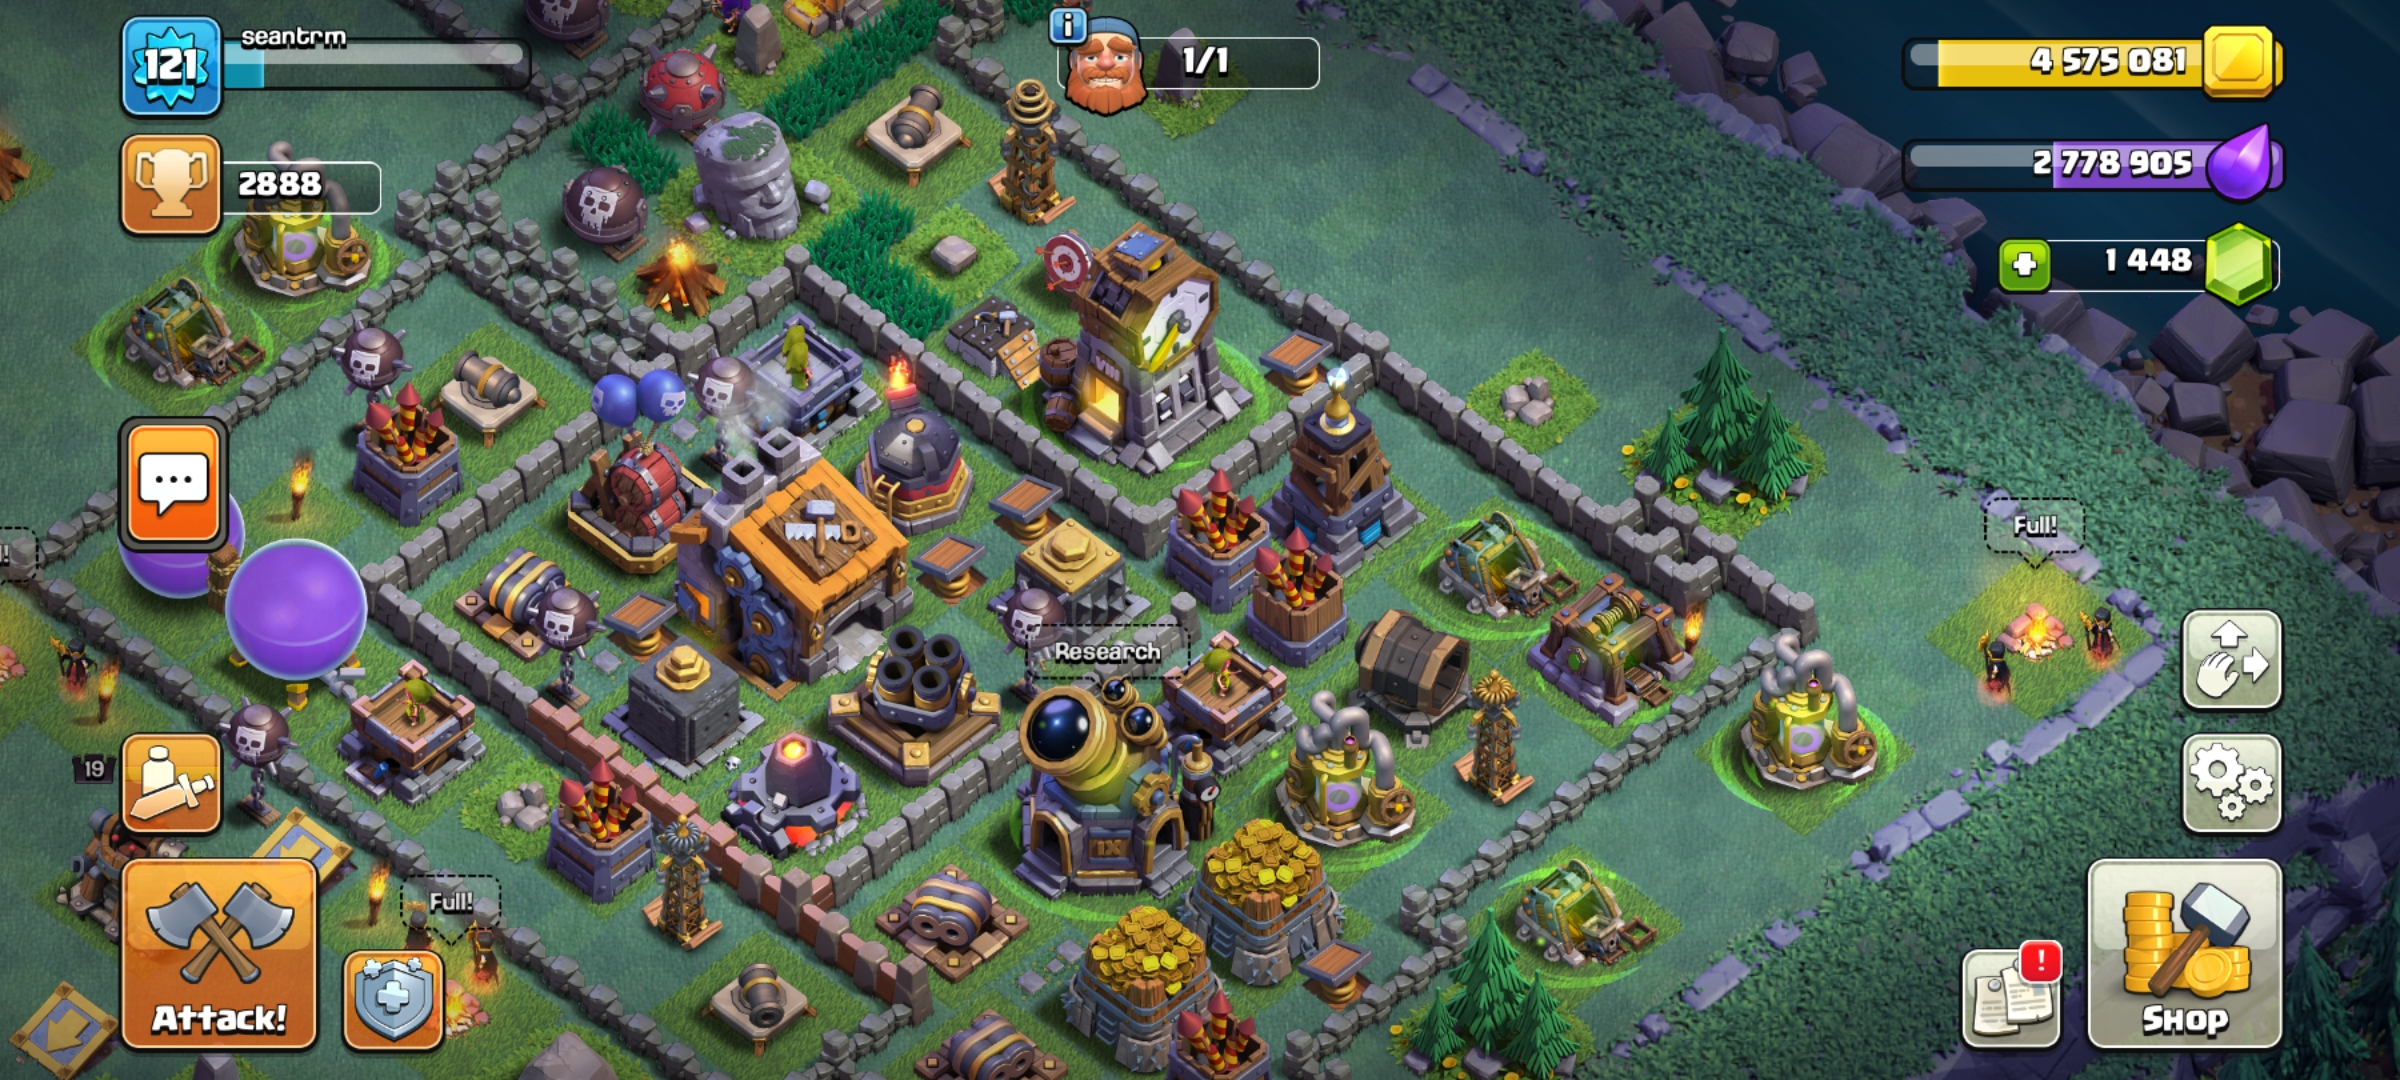 121
seantrm
1/1
4 575 081
2888
2 778 905
1 448
Full!
Research
19
IX
Full!
!
Attack!
Shop